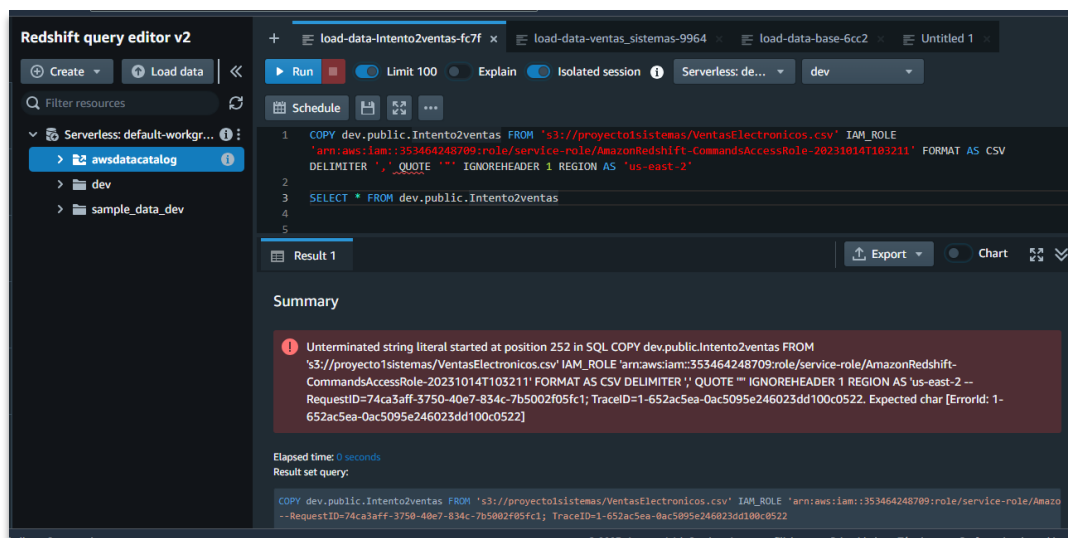 Redshift query editor v2
Create
Load data
Filter resources
Serverless: default-workgr...
awsdatacatalog
dev
sample_data_dev
load-data-Intento2ventas-fc7f
load-data-ventas_sistemas-9964
load-data-base-6cc2
Untitled 1
Run
Limit 100
Explain
Isolated session
Serverless: de...
dev
Schedule
1 COPY dev.public.Intento2ventas FROM 's3://proyecto1sistemas/VentasElectronicos.csv' IAM_ROLE
'arn:aws:iam::353464248709:role/service-role/AmazonRedshift-CommandsAccessRole-20231014T103211' FORMAT AS CSV
DELIMITER ',' QUOTE '"' IGNOREHEADER 1 REGION AS 'us-east-2'
2
3 SELECT * FROM dev.public.Intento2ventas
4
5
Result 1
Export
Chart
Summary
Unterminated string literal started at position 252 in SQL COPY dev.public.Intento2ventas FROM
's3://proyecto1sistemas/VentasElectronicos.csv' IAM_ROLE 'arn:aws:iam::353464248709:role/service-role/AmazonRedshift-
CommandsAccessRole-20231014T103211' FORMAT AS CSV DELIMITER ',' QUOTE '"' IGNOREHEADER 1 REGION AS 'us-east-2 --
RequestID=74ca3aff-3750-40e7-834c-7b5002f05fc1; TraceID=1-652ac5ea-0ac5095e246023dd100c0522. Expected char [ErrorId: 1-
652ac5ea-0ac5095e246023dd100c0522]
Elapsed time: 0 seconds
Result set query:
COPY dev.public.Intento2ventas FROM 's3://proyecto1sistemas/VentasElectronicos.csv' IAM_ROLE 'arn:aws:iam::353464248709:role/service-role/Amazo
--RequestID=74ca3aff-3750-40e7-834c-7b5002f05fc1; TraceID=1-652ac5ea-0ac5095e246023dd100c0522